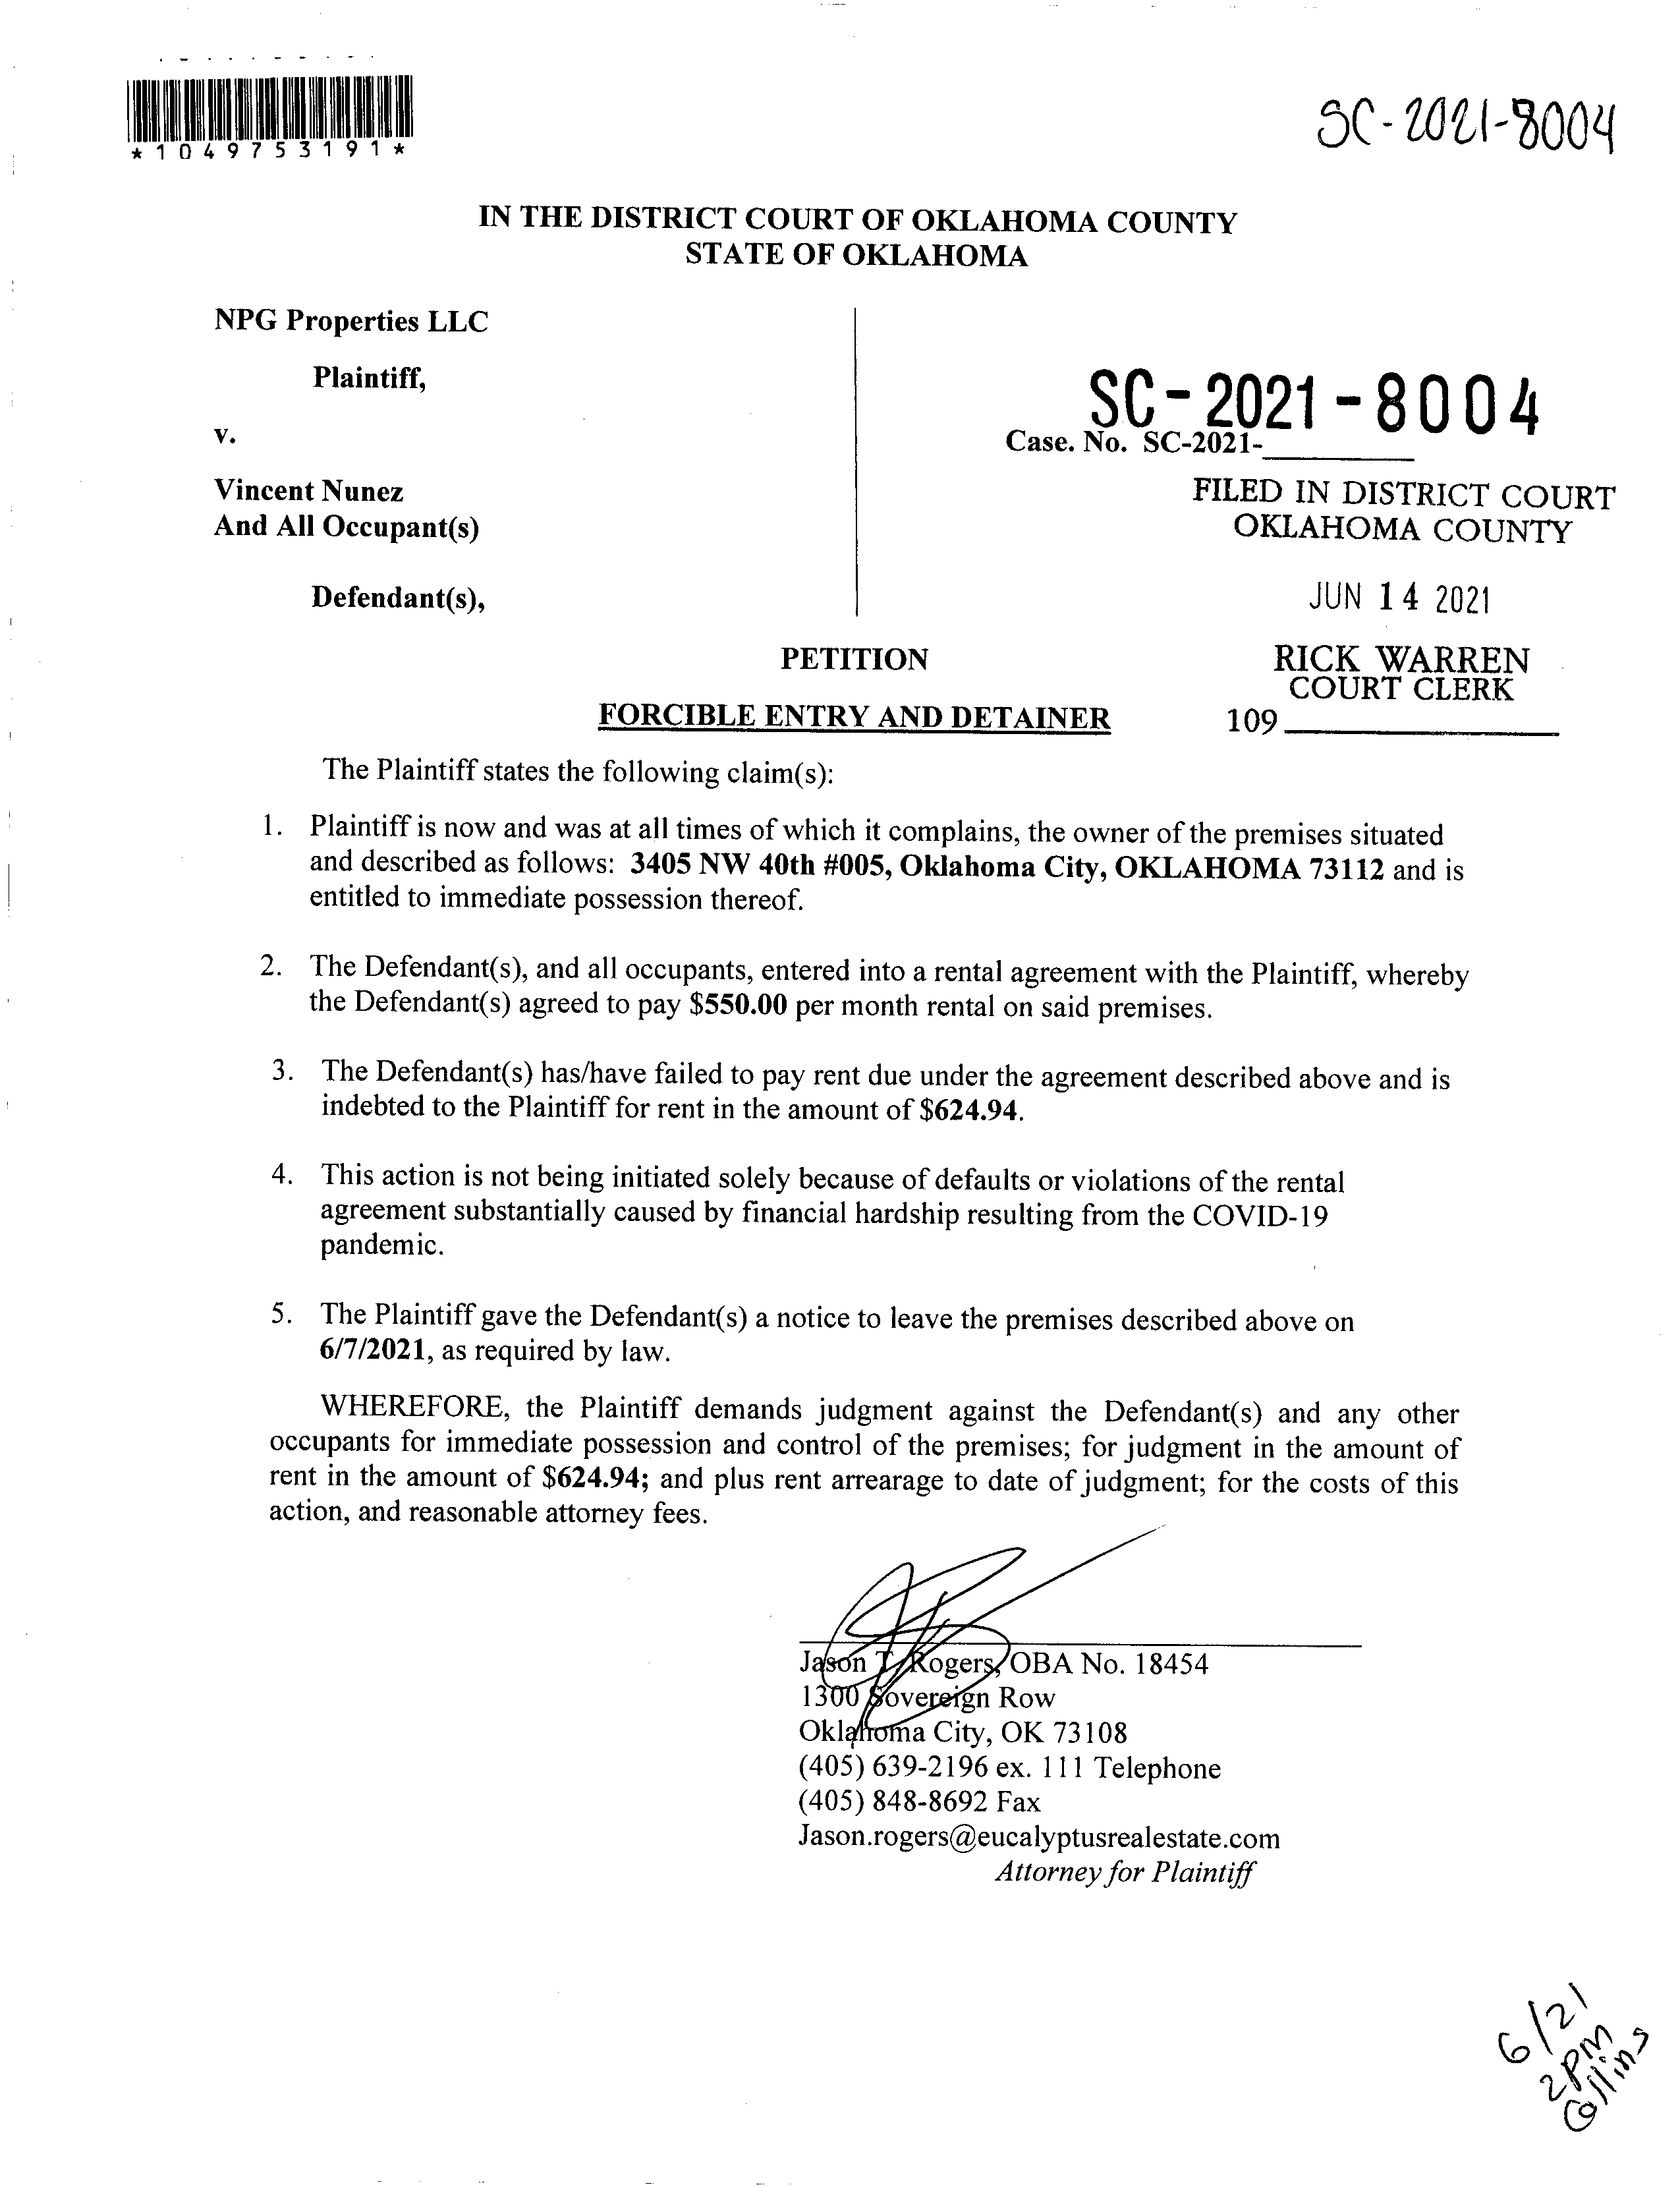 *1049753191*
SC-2021-8004
IN THE DISTRICT COURT OF OKLAHOMA COUNTY
STATE OF OKLAHOMA
NPG Properties LLC
Plaintiff,
v.
Vincent Nunez
And All Occupant(s)
Defendant(s),
SC-2021-8004
Case. No. SC-2021-________
FILED IN DISTRICT COURT
OKLAHOMA COUNTY
JUN 14 2021
RICK WARREN
COURT CLERK
109
PETITION
FORCIBLE ENTRY AND DETAINER
The Plaintiff states the following claim(s):
1. Plaintiff is now and was at all times of which it complains, the owner of the premises situated
and described as follows: 3405 NW 40th #005, Oklahoma City, OKLAHOMA 73112 and is
entitled to immediate possession thereof.
2. The Defendant(s), and all occupants, entered into a rental agreement with the Plaintiff, whereby
the Defendant(s) agreed to pay $550.00 per month rental on said premises.
3. The Defendant(s) has/have failed to pay rent due under the agreement described above and is
indebted to the Plaintiff for rent in the amount of $624.94.
4. This action is not being initiated solely because of defaults or violations of the rental
agreement substantially caused by financial hardship resulting from the COVID-19
pandemic.
5. The Plaintiff gave the Defendant(s) a notice to leave the premises described above on
6/7/2021, as required by law.
WHEREFORE, the Plaintiff demands judgment against the Defendant(s) and any other
occupants for immediate possession and control of the premises; for judgment in the amount of
rent in the amount of $624.94; and plus rent arrearage to date of judgment; for the costs of this
action, and reasonable attorney fees.
Jason T. Rogers, OBA No. 18454
1300 Sovereign Row
Oklahoma City, OK 73108
(405) 639-2196 ex. 111 Telephone
(405) 848-8692 Fax
Jason.rogers@eucalyptusrealestate.com
Attorney for Plaintiff
6/21
2PM
Collins